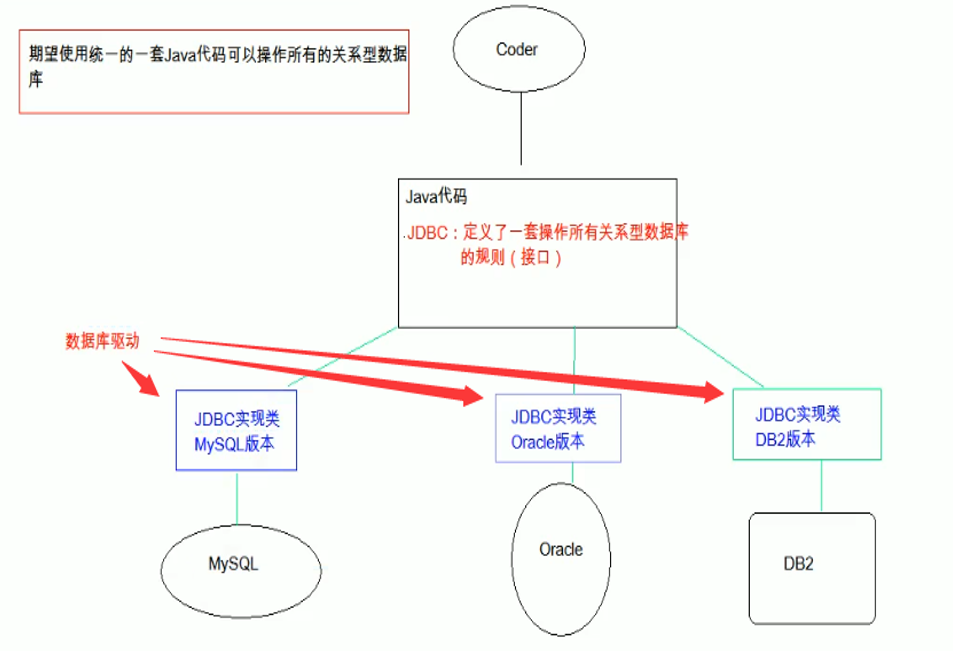 期望使用统一的一套Java代码可以操作所有的关系型数据
库
Coder
Java代码
.JDBC：定义了一套操作所有关系型数据库
的规则（接口）
数据库驱动
JDBC实现类
MySQL版本
JDBC实现类
Oracle版本
JDBC实现类
DB2版本
MySQL
Oracle
DB2